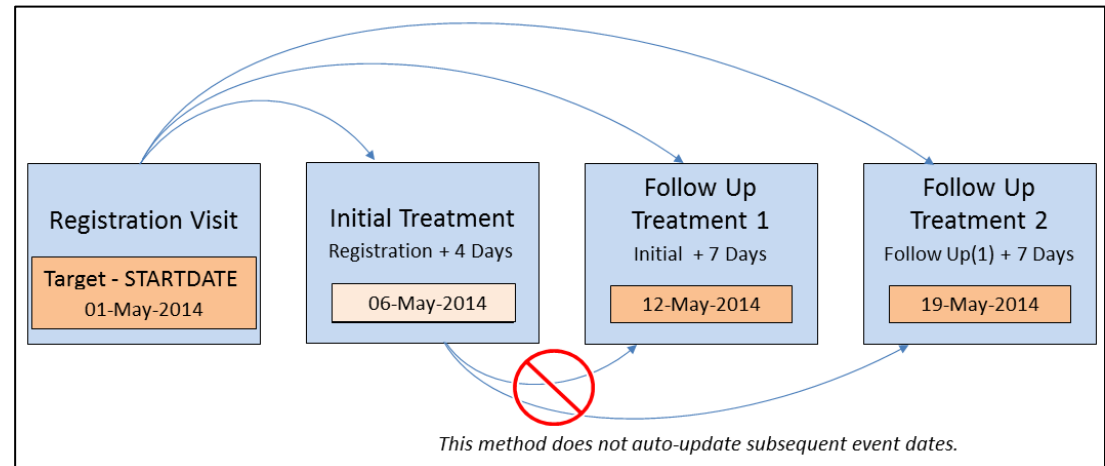 Registration Visit
Target - STARTDATE
01-May-2014
Initial Treatment
Registration + 4 Days
06-May-2014
Follow Up
Treatment 1
Initial + 7 Days
12-May-2014
Follow Up
Treatment 2
Follow Up(1) + 7 Days
19-May-2014
This method does not auto-update subsequent event dates.